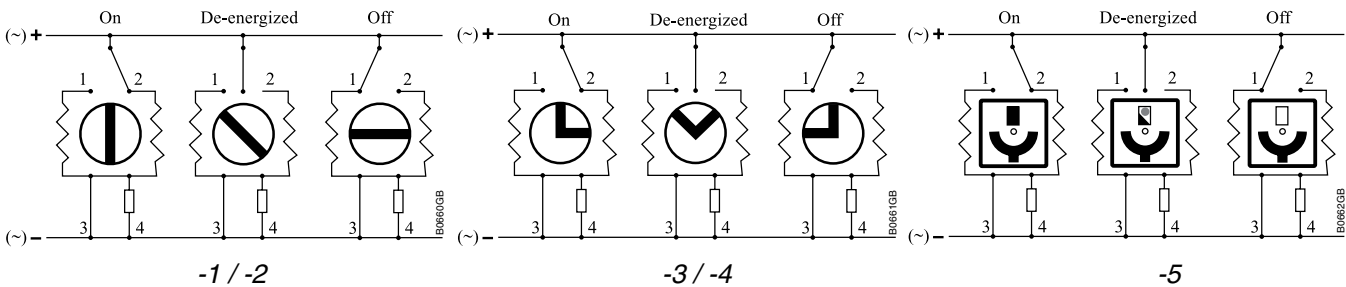 On De-energized Off
(~) +
1 2 1 2 1 2
3 4 3 4 3 4
(~) –
B0660GB
-1 / -2
On De-energized Off
(~) +
1 2 1 2 1 2
3 4 3 4 3 4
(~) –
B0661GB
-3 / -4
On De-energized Off
(~) +
1 2 1 2 1 2
3 4 3 4 3 4
(~) –
B0662GB
-5